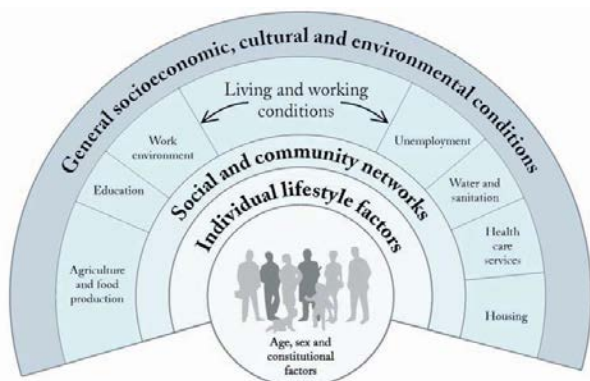 General socioeconomic, cultural and environmental conditions
Living and working
conditions
Work
environment
Unemployment
Education
Water and
sanitation
Agriculture
and food
production
Health
care
services
Housing
Social and community networks
Individual lifestyle factors
Age, sex and
constitutional
factors